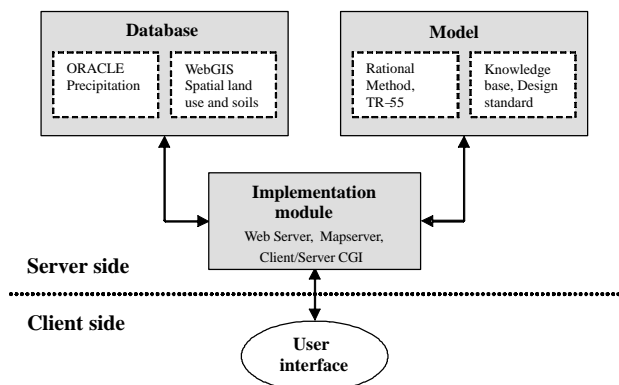 Database
ORACLE
Precipitation
WebGIS
Spatial land
use and soils
Model
Rational
Method,
TR-55
Knowledge
base, Design
standard
Implementation
module
Web Server, Mapserver,
Client/Server CGI
Server side
Client side
User
interface